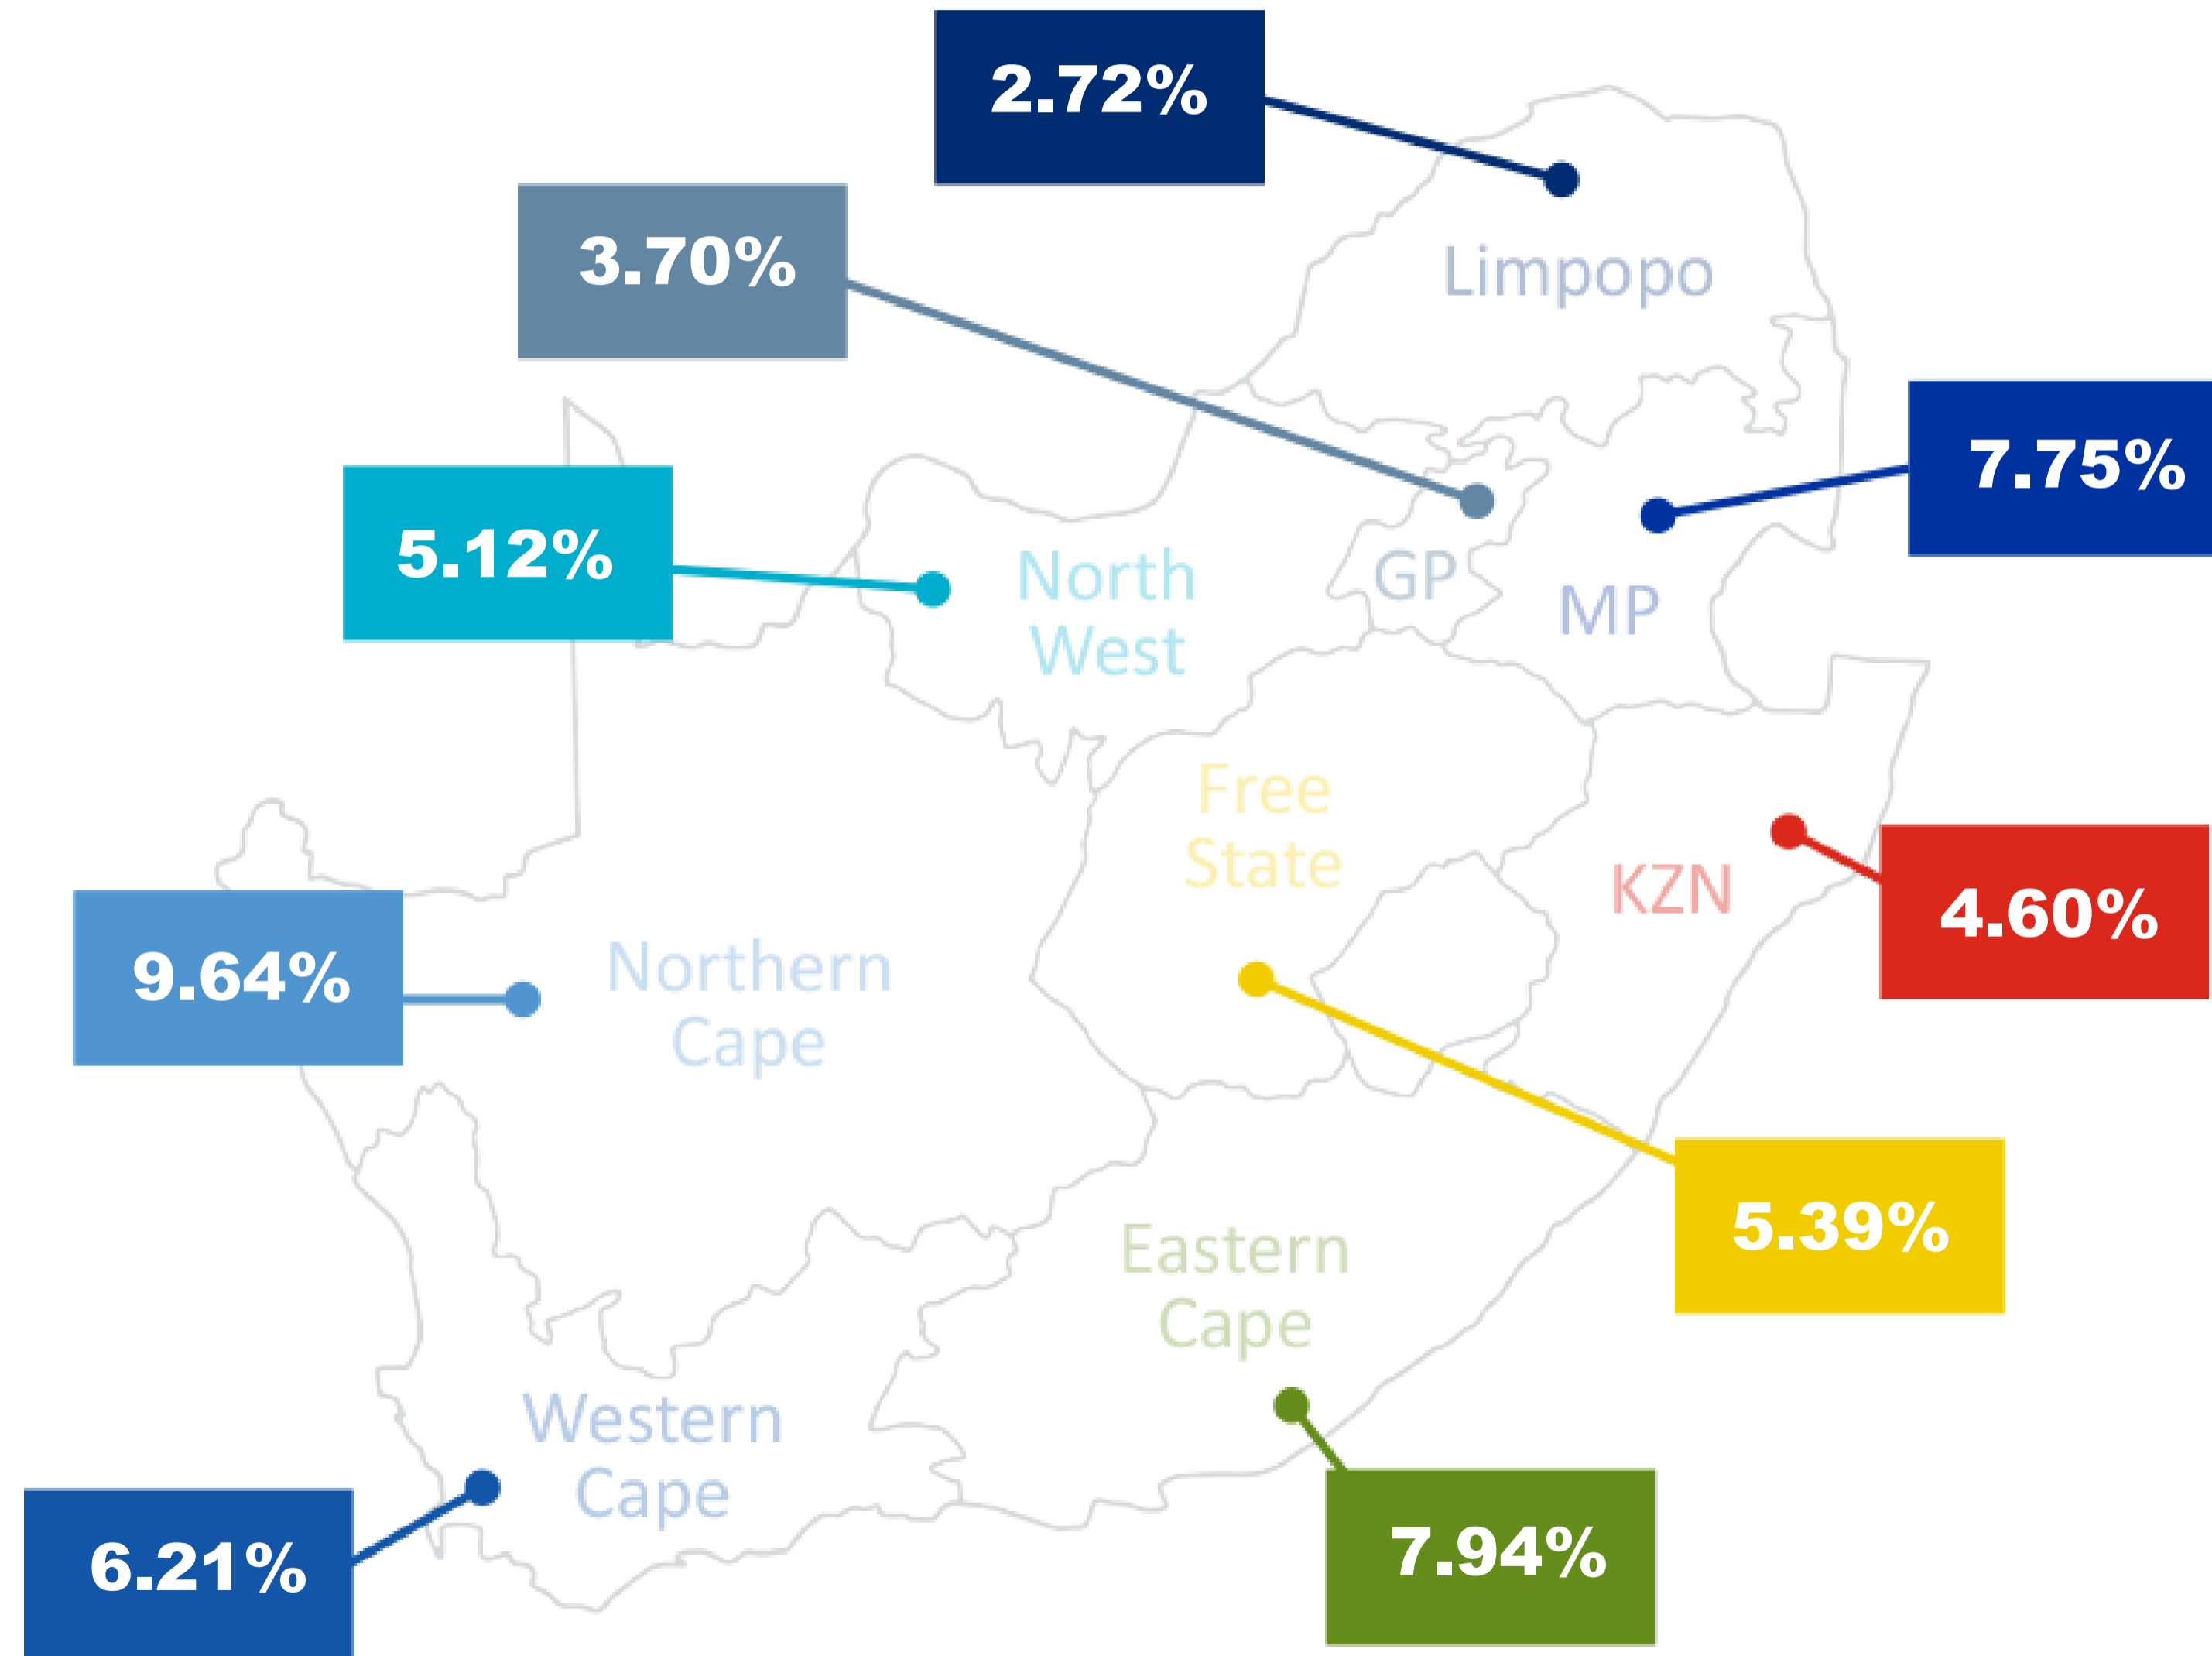 2.72%
3.70%
Limpopo
7.75%
5.12%
North
West
GP
MP
Free
State
KZN
4.60%
9.64%
Northern
Cape
5.39%
Eastern
Cape
Western
Cape
6.21%
7.94%